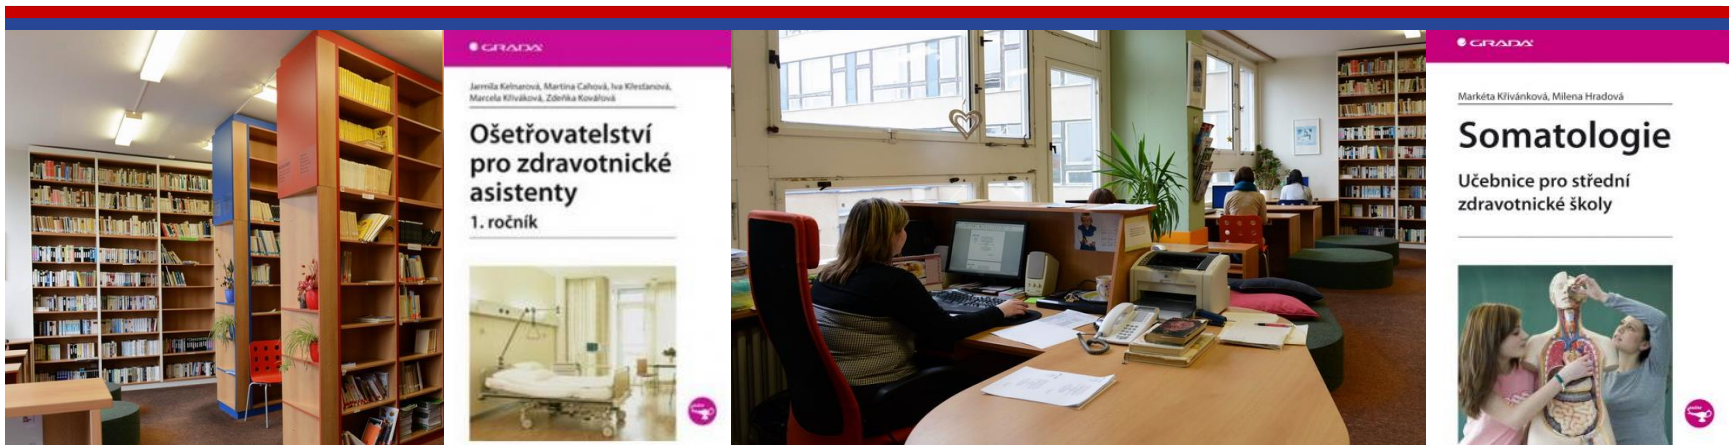 GRADA
Jarmila Kelnarová, Martina Cahová, Iva Křesťanová,
Marcela Křiváková, Zdeňka Kovářová
Ošetřovatelství
pro zdravotnické
asistenty
1. ročník
GRADA
Markéta Křivánková, Milena Hradová
Somatologie
Učebnice pro střední
zdravotnické školy